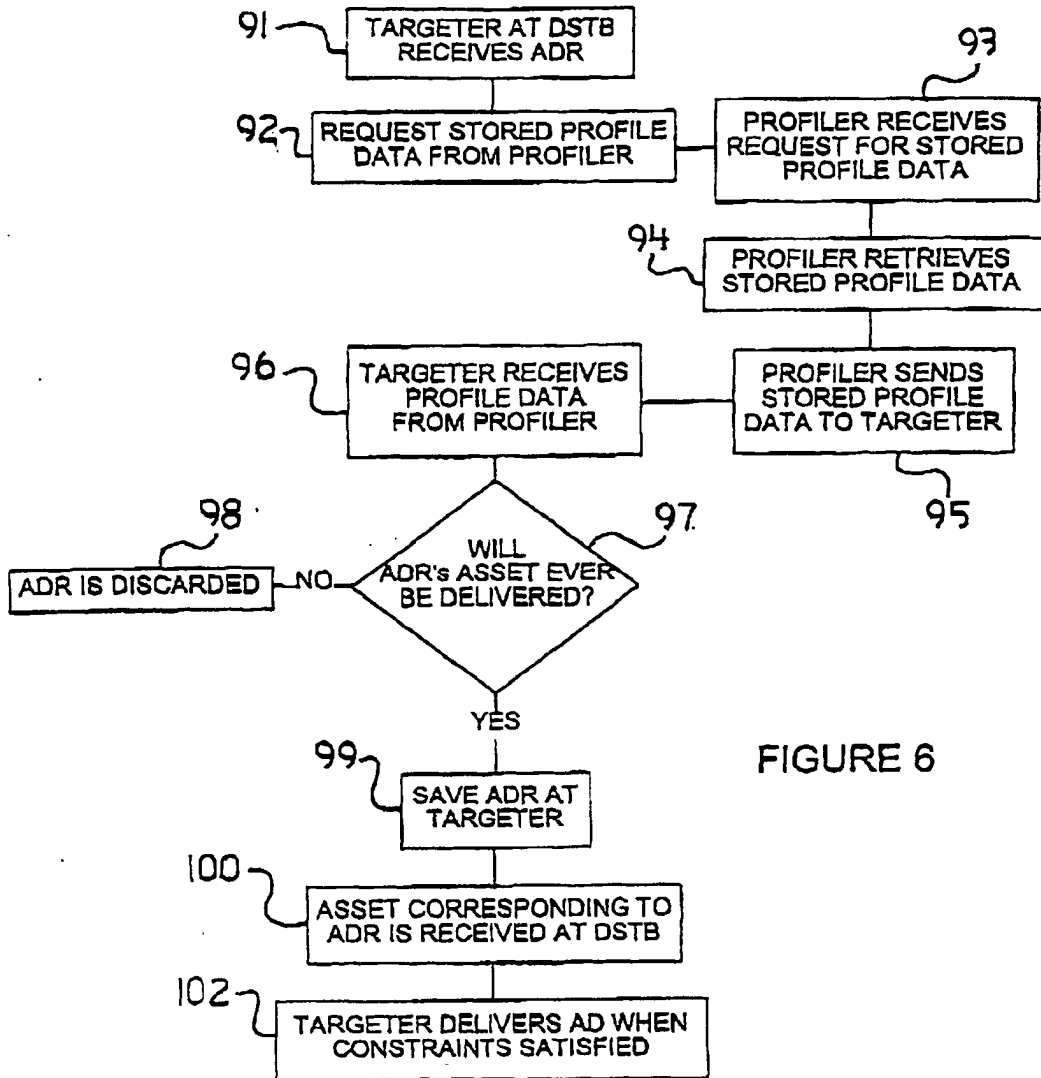 91
TARGETER AT DSTB
RECEIVES ADR
92
REQUEST STORED PROFILE
DATA FROM PROFILER
93
PROFILER RECEIVES
REQUEST FOR STORED
PROFILE DATA
94
PROFILER RETRIEVES
STORED PROFILE DATA
PROFILER SENDS
STORED PROFILE
DATA TO TARGETER
95
96
TARGETER RECEIVES
PROFILE DATA
FROM PROFILER
97
WILL
ADR's ASSET EVER
BE DELIVERED?
98
ADR IS DISCARDED
NO
YES
99
SAVE ADR AT
TARGETER
FIGURE 6
100
ASSET CORRESPONDING TO
ADR IS RECEIVED AT DSTB
102
TARGETER DELIVERS AD WHEN
CONSTRAINTS SATISFIED